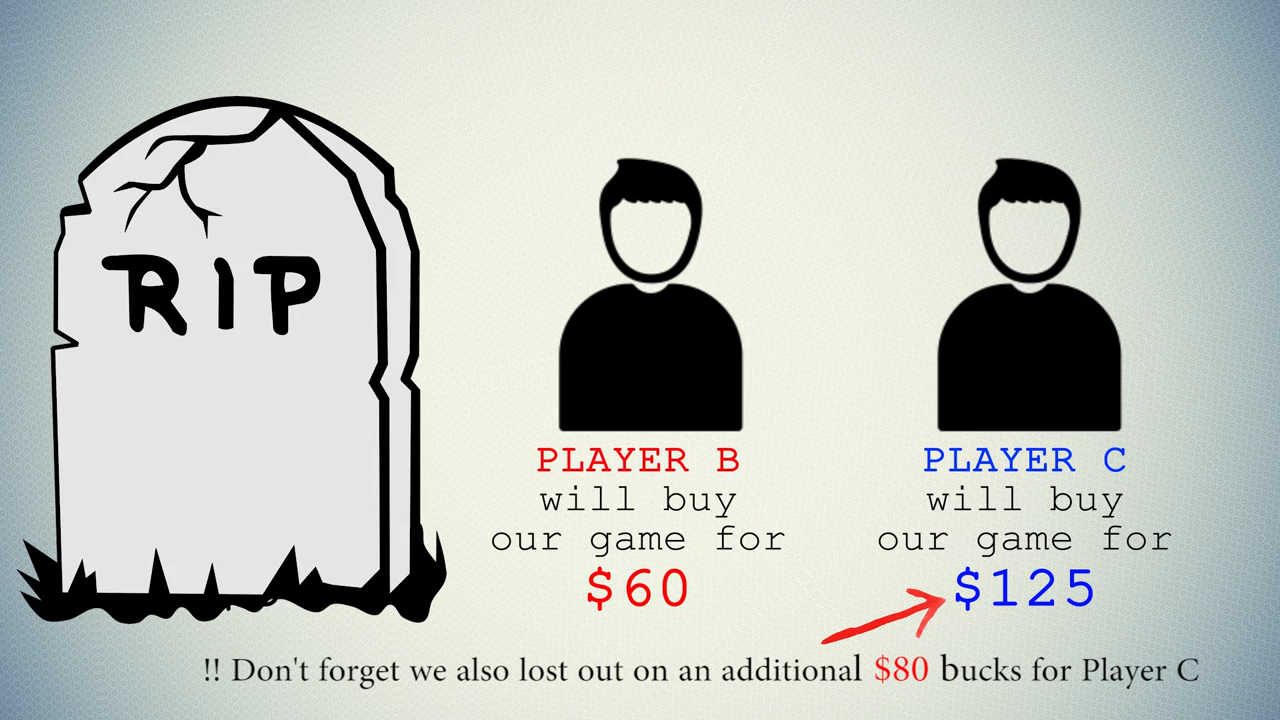 RIP
PLAYER B
will buy
our game for
$60
PLAYER C
will buy
our game for
$125
!! Don't forget we also lost out on an additional $80 bucks for Player C